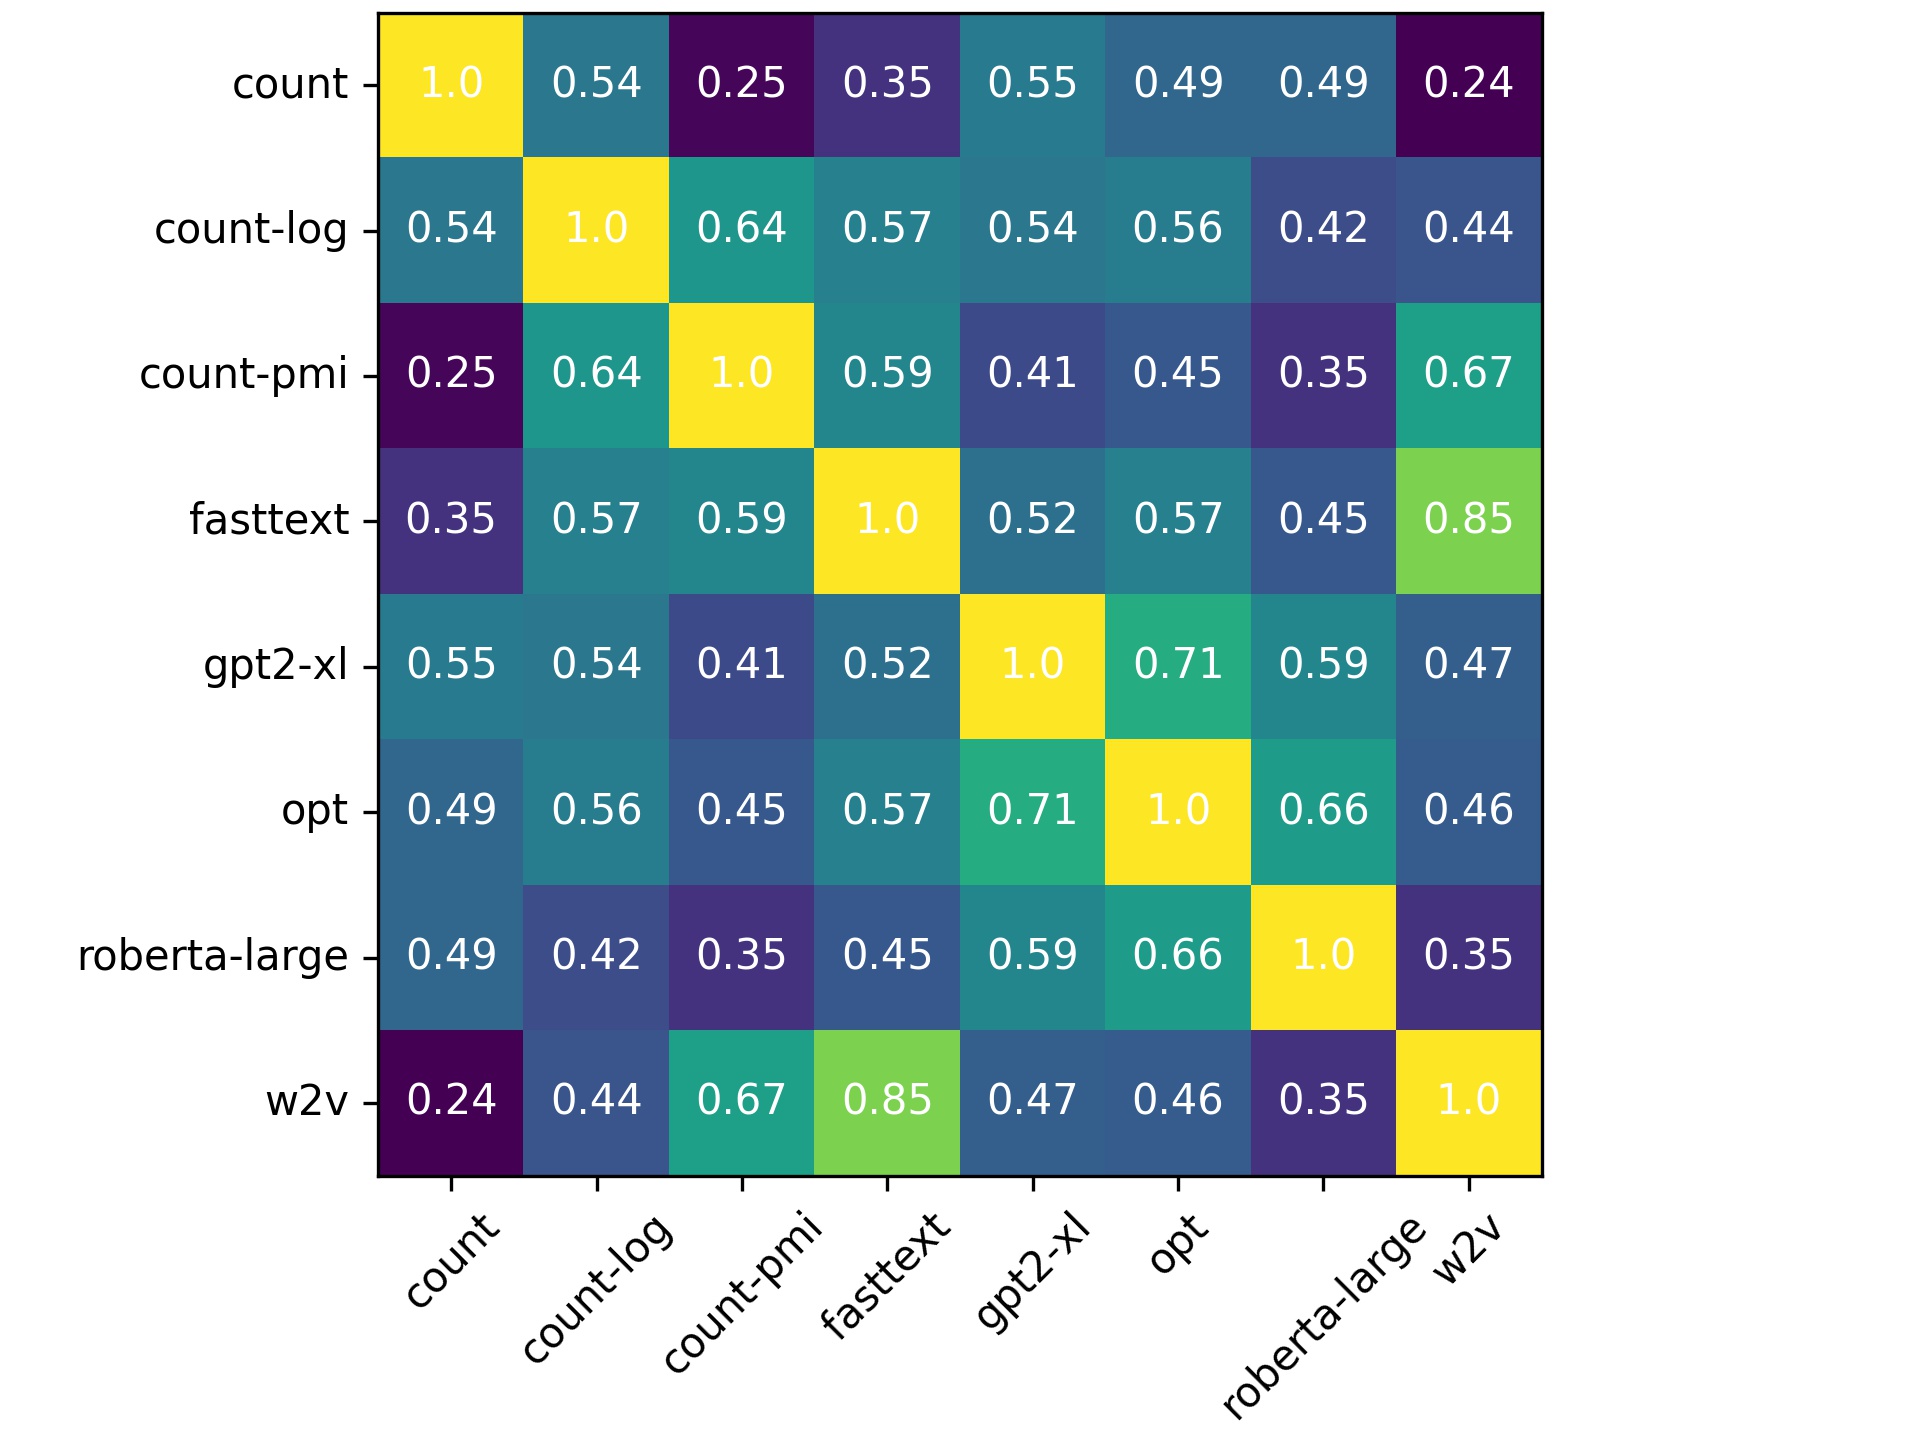 count 1.0 0.54 0.25 0.35 0.55 0.49 0.49 0.24
count-log 0.54 1.0 0.64 0.57 0.54 0.56 0.42 0.44
count-pmi 0.25 0.64 1.0 0.59 0.41 0.45 0.35 0.67
fasttext 0.35 0.57 0.59 1.0 0.52 0.57 0.45 0.85
gpt2-xl 0.55 0.54 0.41 0.52 1.0 0.71 0.59 0.47
opt 0.49 0.56 0.45 0.57 0.71 1.0 0.66 0.46
roberta-large 0.49 0.42 0.35 0.45 0.59 0.66 1.0 0.35
w2v 0.24 0.44 0.67 0.85 0.47 0.46 0.35 1.0
count count-log count-pmi fasttext gpt2-xl opt roberta-large w2v